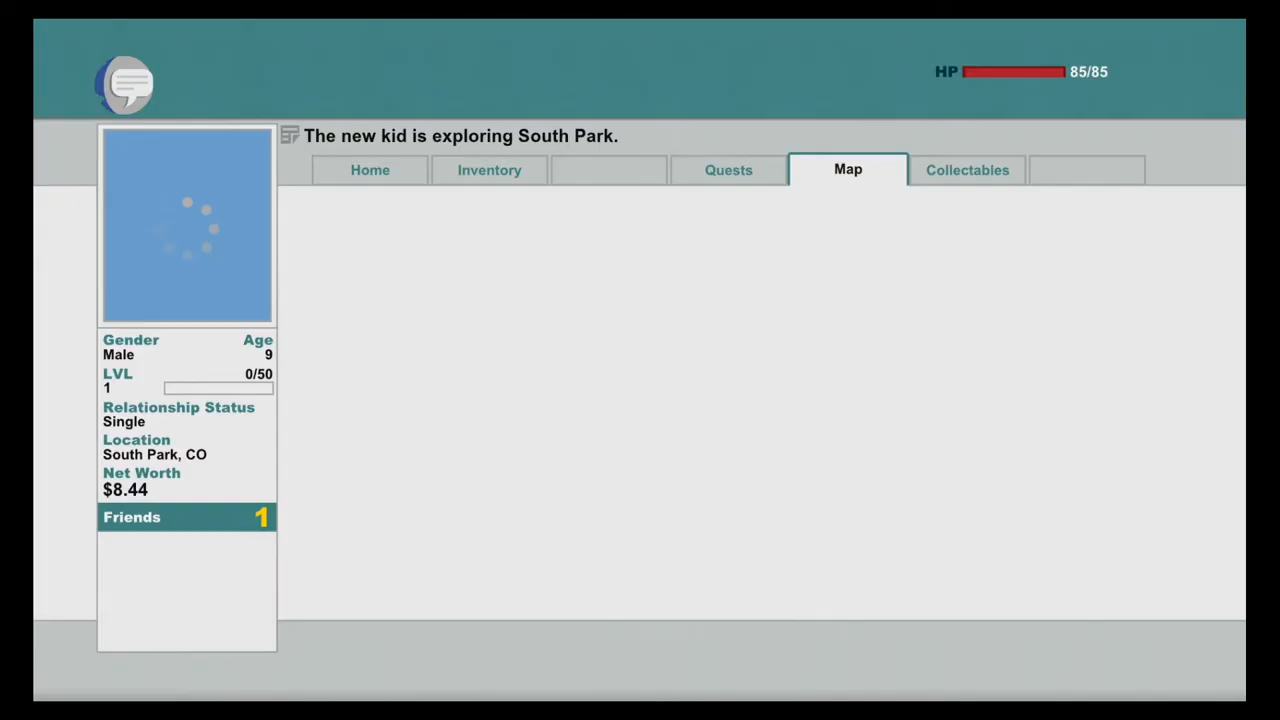 HP 85/85
The new kid is exploring South Park.
Home Inventory Quests Map Collectables
Gender Age
Male 9
LVL 0/50
1
Relationship Status
Single
Location
South Park, CO
Net Worth
$8.44
Friends 1